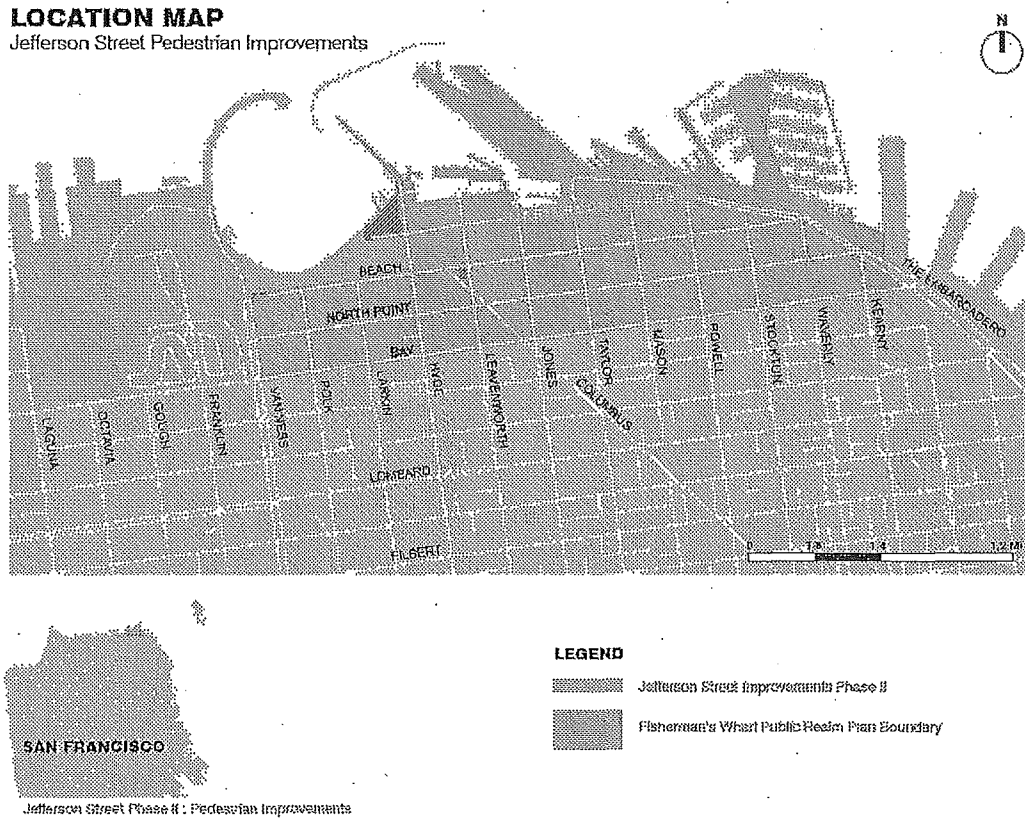 LOCATION MAP
Jefferson Street Pedestrian Improvements
N
THE EMBARCADERO
BEACH
NORTH POINT
BAY
LAGUNA
OCTAVIA
GOUGH
FRANKLIN
VAN NESS
POLK
LARKIN
HYDE
LEAVENWORTH
JONES
TAYLOR
COLUMBUS
MASON
POWELL
STOCKTON
WAVERLY
KEARNY
LOMBARD
FILBERT
0 1/8 1/4 1/2 MI
LEGEND
Jefferson Street Improvements Phase II
Fisherman's Wharf Public Realm Plan Boundary
SAN FRANCISCO
Jefferson Street Phase II : Pedestrian Improvements